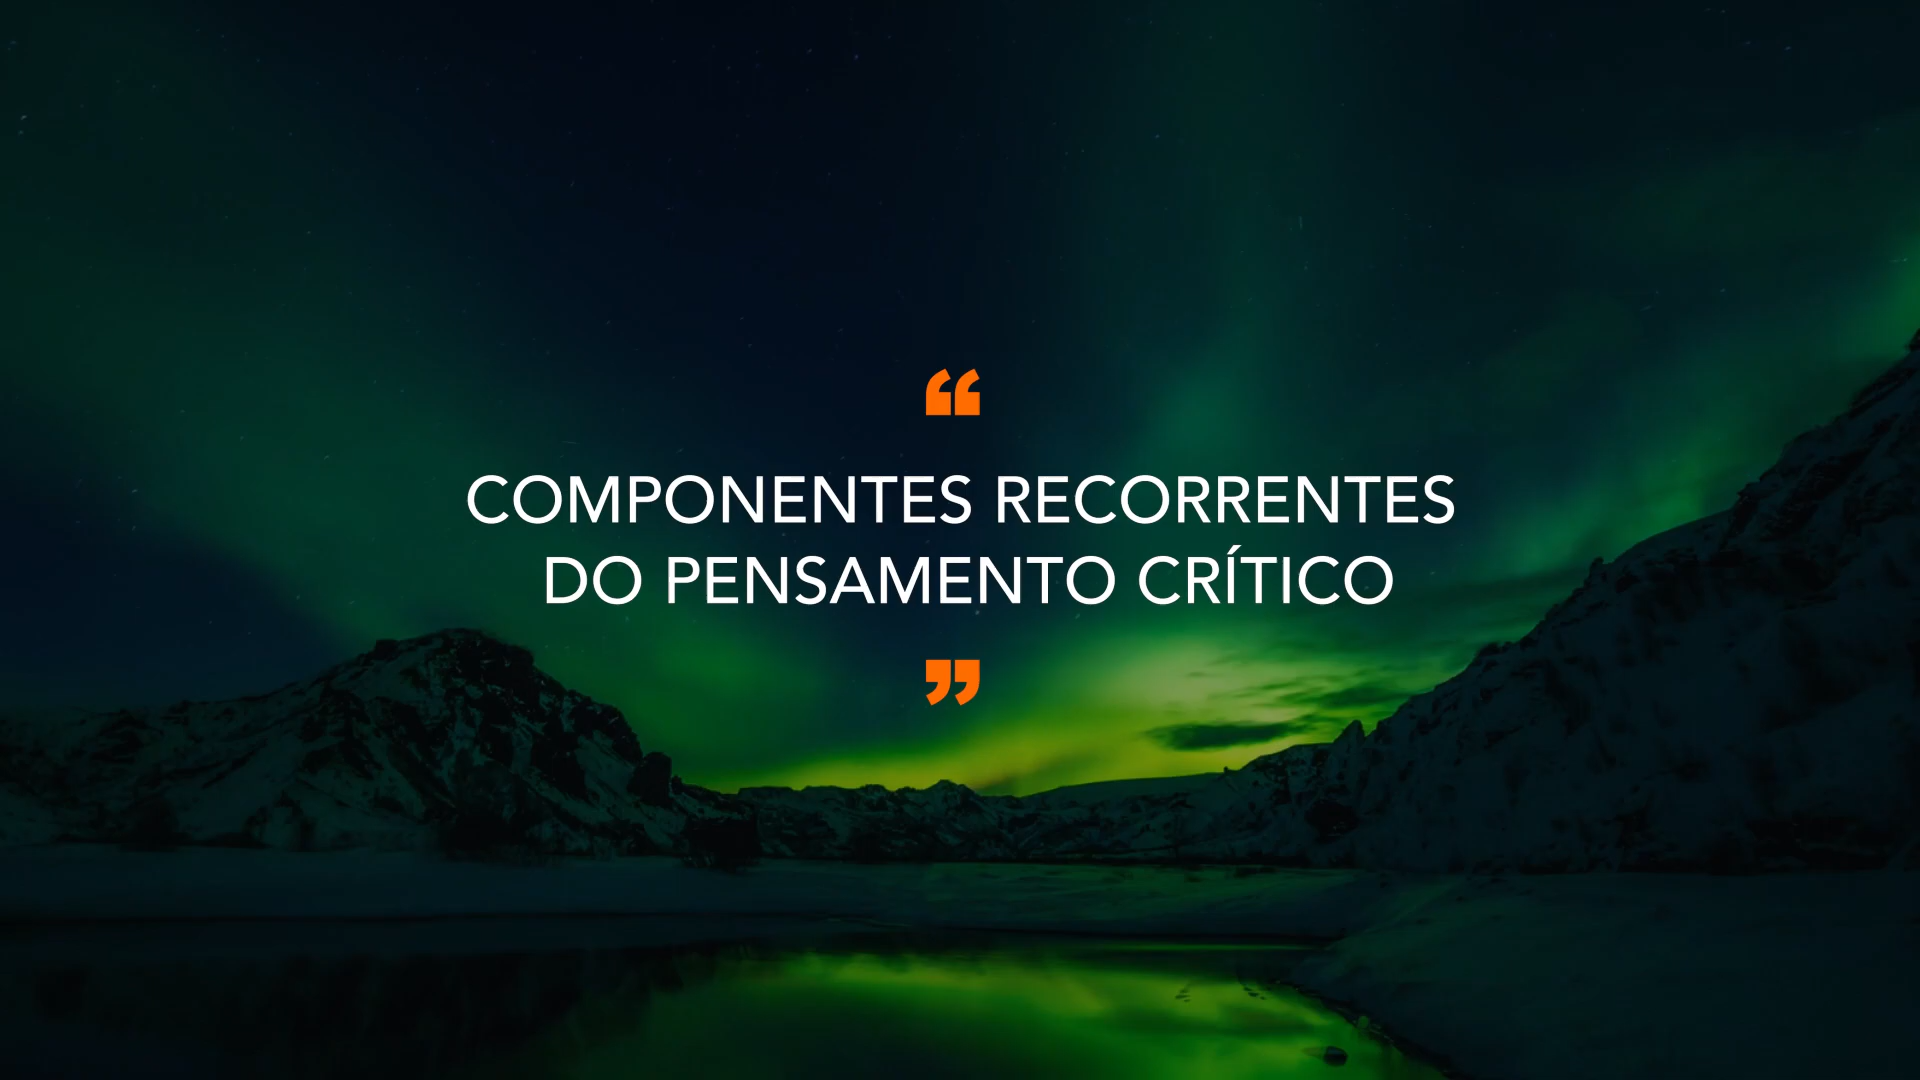 “
COMPONENTES RECORRENTES
DO PENSAMENTO CRÍTICO
”